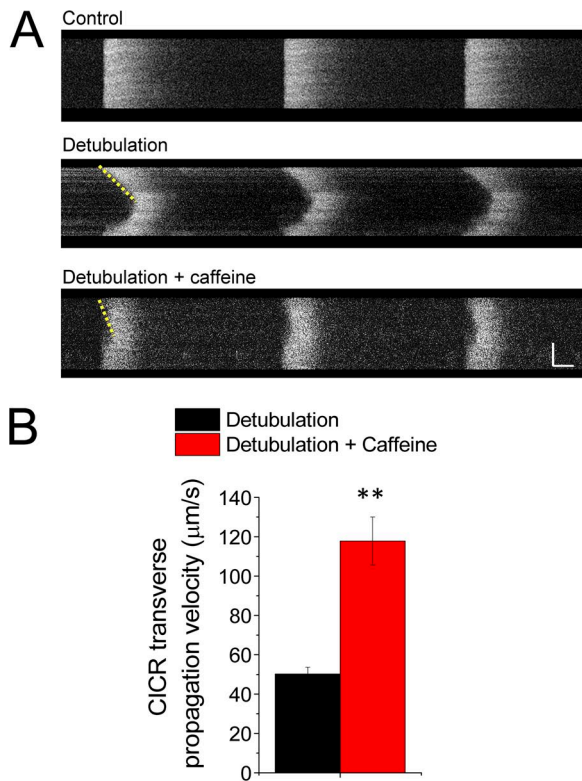 A
Control
Detubulation
Detubulation + caffeine
B
Detubulation
Detubulation + Caffeine
CICR transverse
propagation velocity (μm/s)
140
120
100
80
60
40
20
0
**